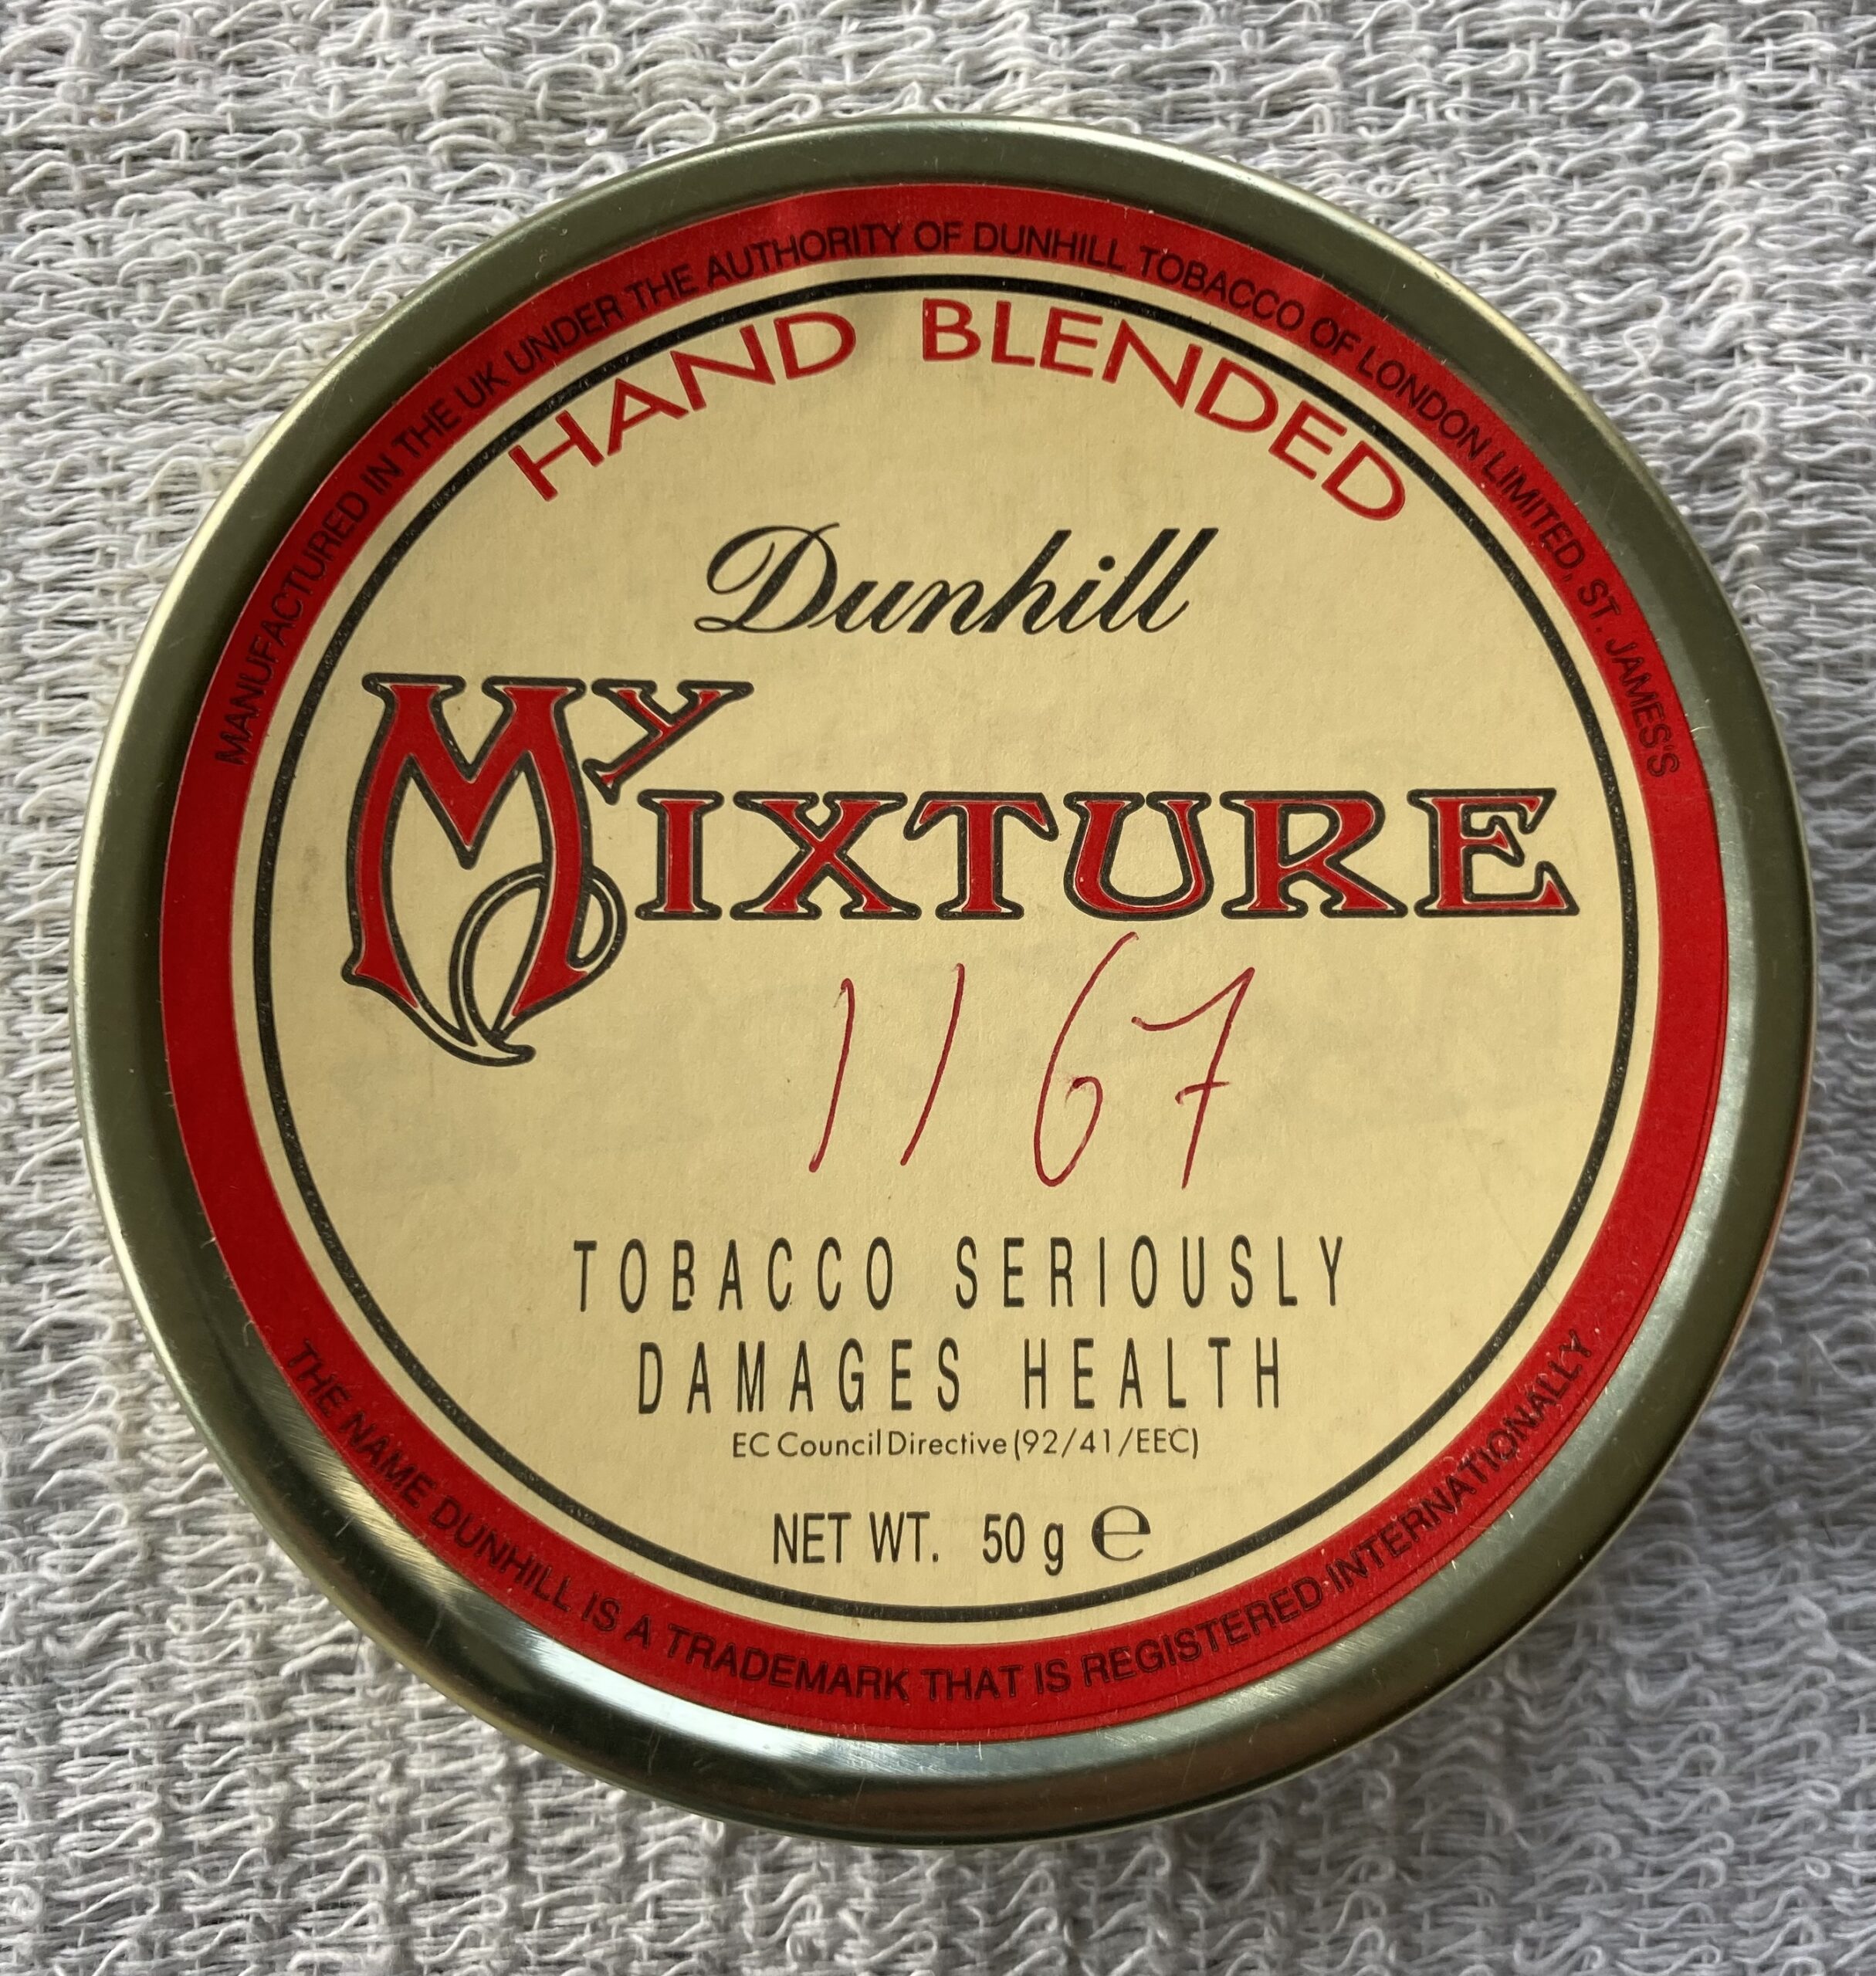 MANUFACTURED IN THE UK UNDER THE AUTHORITY OF DUNHILL TOBACCO OF LONDON LIMITED, ST. JAMES'S
HAND BLENDED
Dunhill
My MIXTURE
1167
TOBACCO SERIOUSLY
DAMAGES HEALTH
EC Council Directive (92/41/EEC)
NET WT. 50 g ℮
THE NAME DUNHILL IS A TRADEMARK THAT IS REGISTERED INTERNATIONALLY